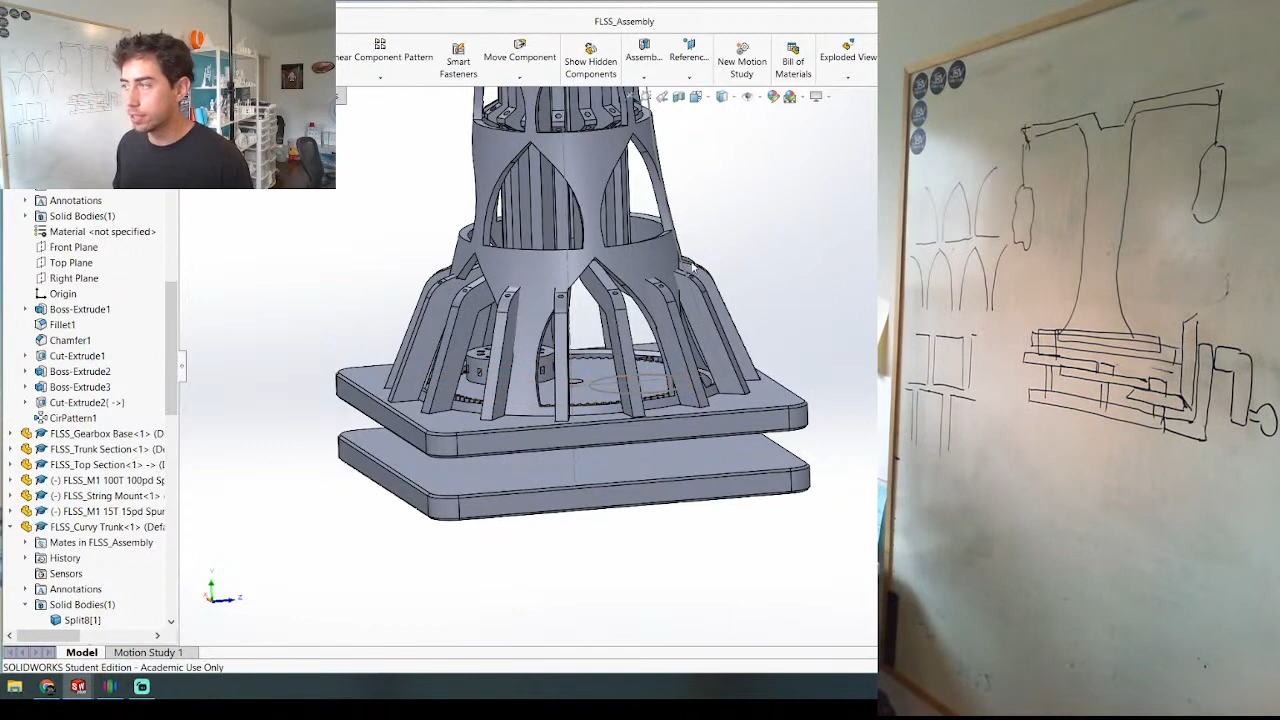 FLSS_Assembly
near Component Pattern
Smart
Fasteners
Move Component
Show Hidden
Components
Assemb...
Referenc...
New Motion
Study
Bill of
Materials
Exploded View
Annotations
Solid Bodies(1)
Material <not specified>
Front Plane
Top Plane
Right Plane
Origin
Boss-Extrude1
Fillet1
Chamfer1
Cut-Extrude1
Boss-Extrude2
Boss-Extrude3
Cut-Extrude2{ ->}
CirPattern1
FLSS_Gearbox Base<1> (D
FLSS_Trunk Section<1> (D
FLSS_Top Section<1> -> (D
(-) FLSS_M1 100T 100pd Sp
(-) FLSS_String Mount<1>
(-) FLSS_M1 15T 15pd Spur
FLSS_Curvy Trunk<1> (Defa
Mates in FLSS_Assembly
History
Sensors
Annotations
Solid Bodies(1)
Split8[1]
Y
X
Z
Model
Motion Study 1
SOLIDWORKS Student Edition - Academic Use Only